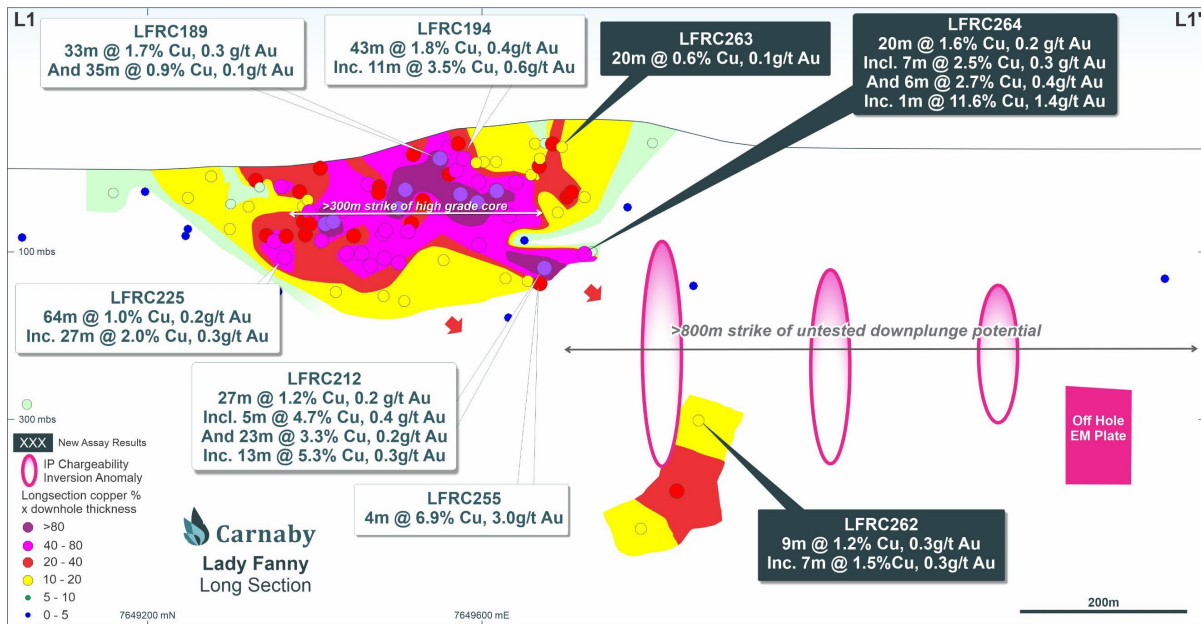 L1
L1'
LFRC189
33m @ 1.7% Cu, 0.3 g/t Au
And 35m @ 0.9% Cu, 0.1g/t Au
LFRC194
43m @ 1.8% Cu, 0.4g/t Au
Inc. 11m @ 3.5% Cu, 0.6g/t Au
LFRC263
20m @ 0.6% Cu, 0.1g/t Au
LFRC264
20m @ 1.6% Cu, 0.2 g/t Au
Incl. 7m @ 2.5% Cu, 0.3 g/t Au
And 6m @ 2.7% Cu, 0.4g/t Au
Inc. 1m @ 11.6% Cu, 1.4g/t Au
>300m strike of high grade core
100 mbs
LFRC225
64m @ 1.0% Cu, 0.2g/t Au
Inc. 27m @ 2.0% Cu, 0.3g/t Au
>800m strike of untested downplunge potential
LFRC212
27m @ 1.2% Cu, 0.2 g/t Au
Incl. 5m @ 4.7% Cu, 0.4 g/t Au
And 23m @ 3.3% Cu, 0.2g/t Au
Inc. 13m @ 5.3% Cu, 0.3g/t Au
300 mbs
Off Hole
EM Plate
XXX New Assay Results
IP Chargeability
Inversion Anomaly
Longsection copper %
x downhole thickness
>80
40 - 80
20 - 40
10 - 20
5 - 10
0 - 5
LFRC255
4m @ 6.9% Cu, 3.0g/t Au
Carnaby
Lady Fanny
Long Section
LFRC262
9m @ 1.2% Cu, 0.3g/t Au
Inc. 7m @ 1.5%Cu, 0.3g/t Au
7649200 mN
7649600 mE
200m